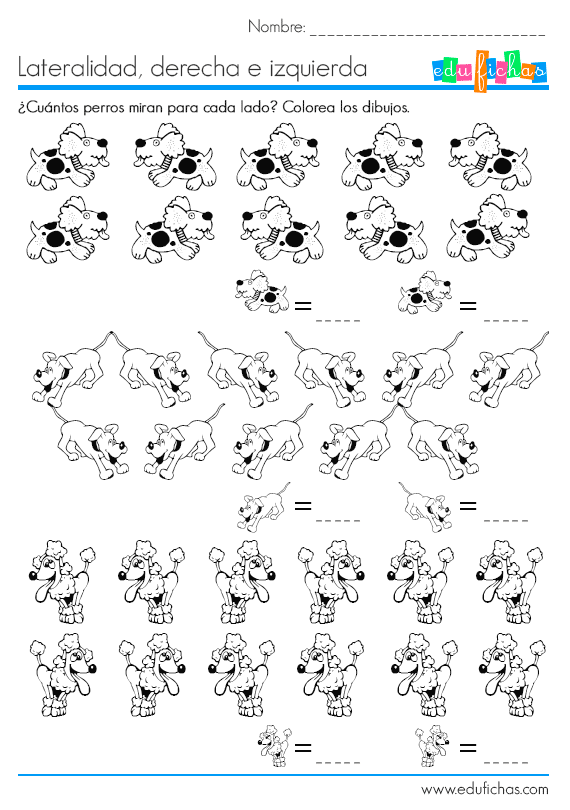 Nombre: _ _ _ _ _ _ _ _ _ _ _ _ _ _ _ _ _ _ _ _ _ _ _ _ _ _ _
Lateralidad, derecha e izquierda
edufichas
¿Cuántos perros miran para cada lado? Colorea los dibujos.
= _ _ _ _ _ = _ _ _ _ _
= _ _ _ _ _ = _ _ _ _ _
= _ _ _ _ _ = _ _ _ _ _
www.edufichas.com